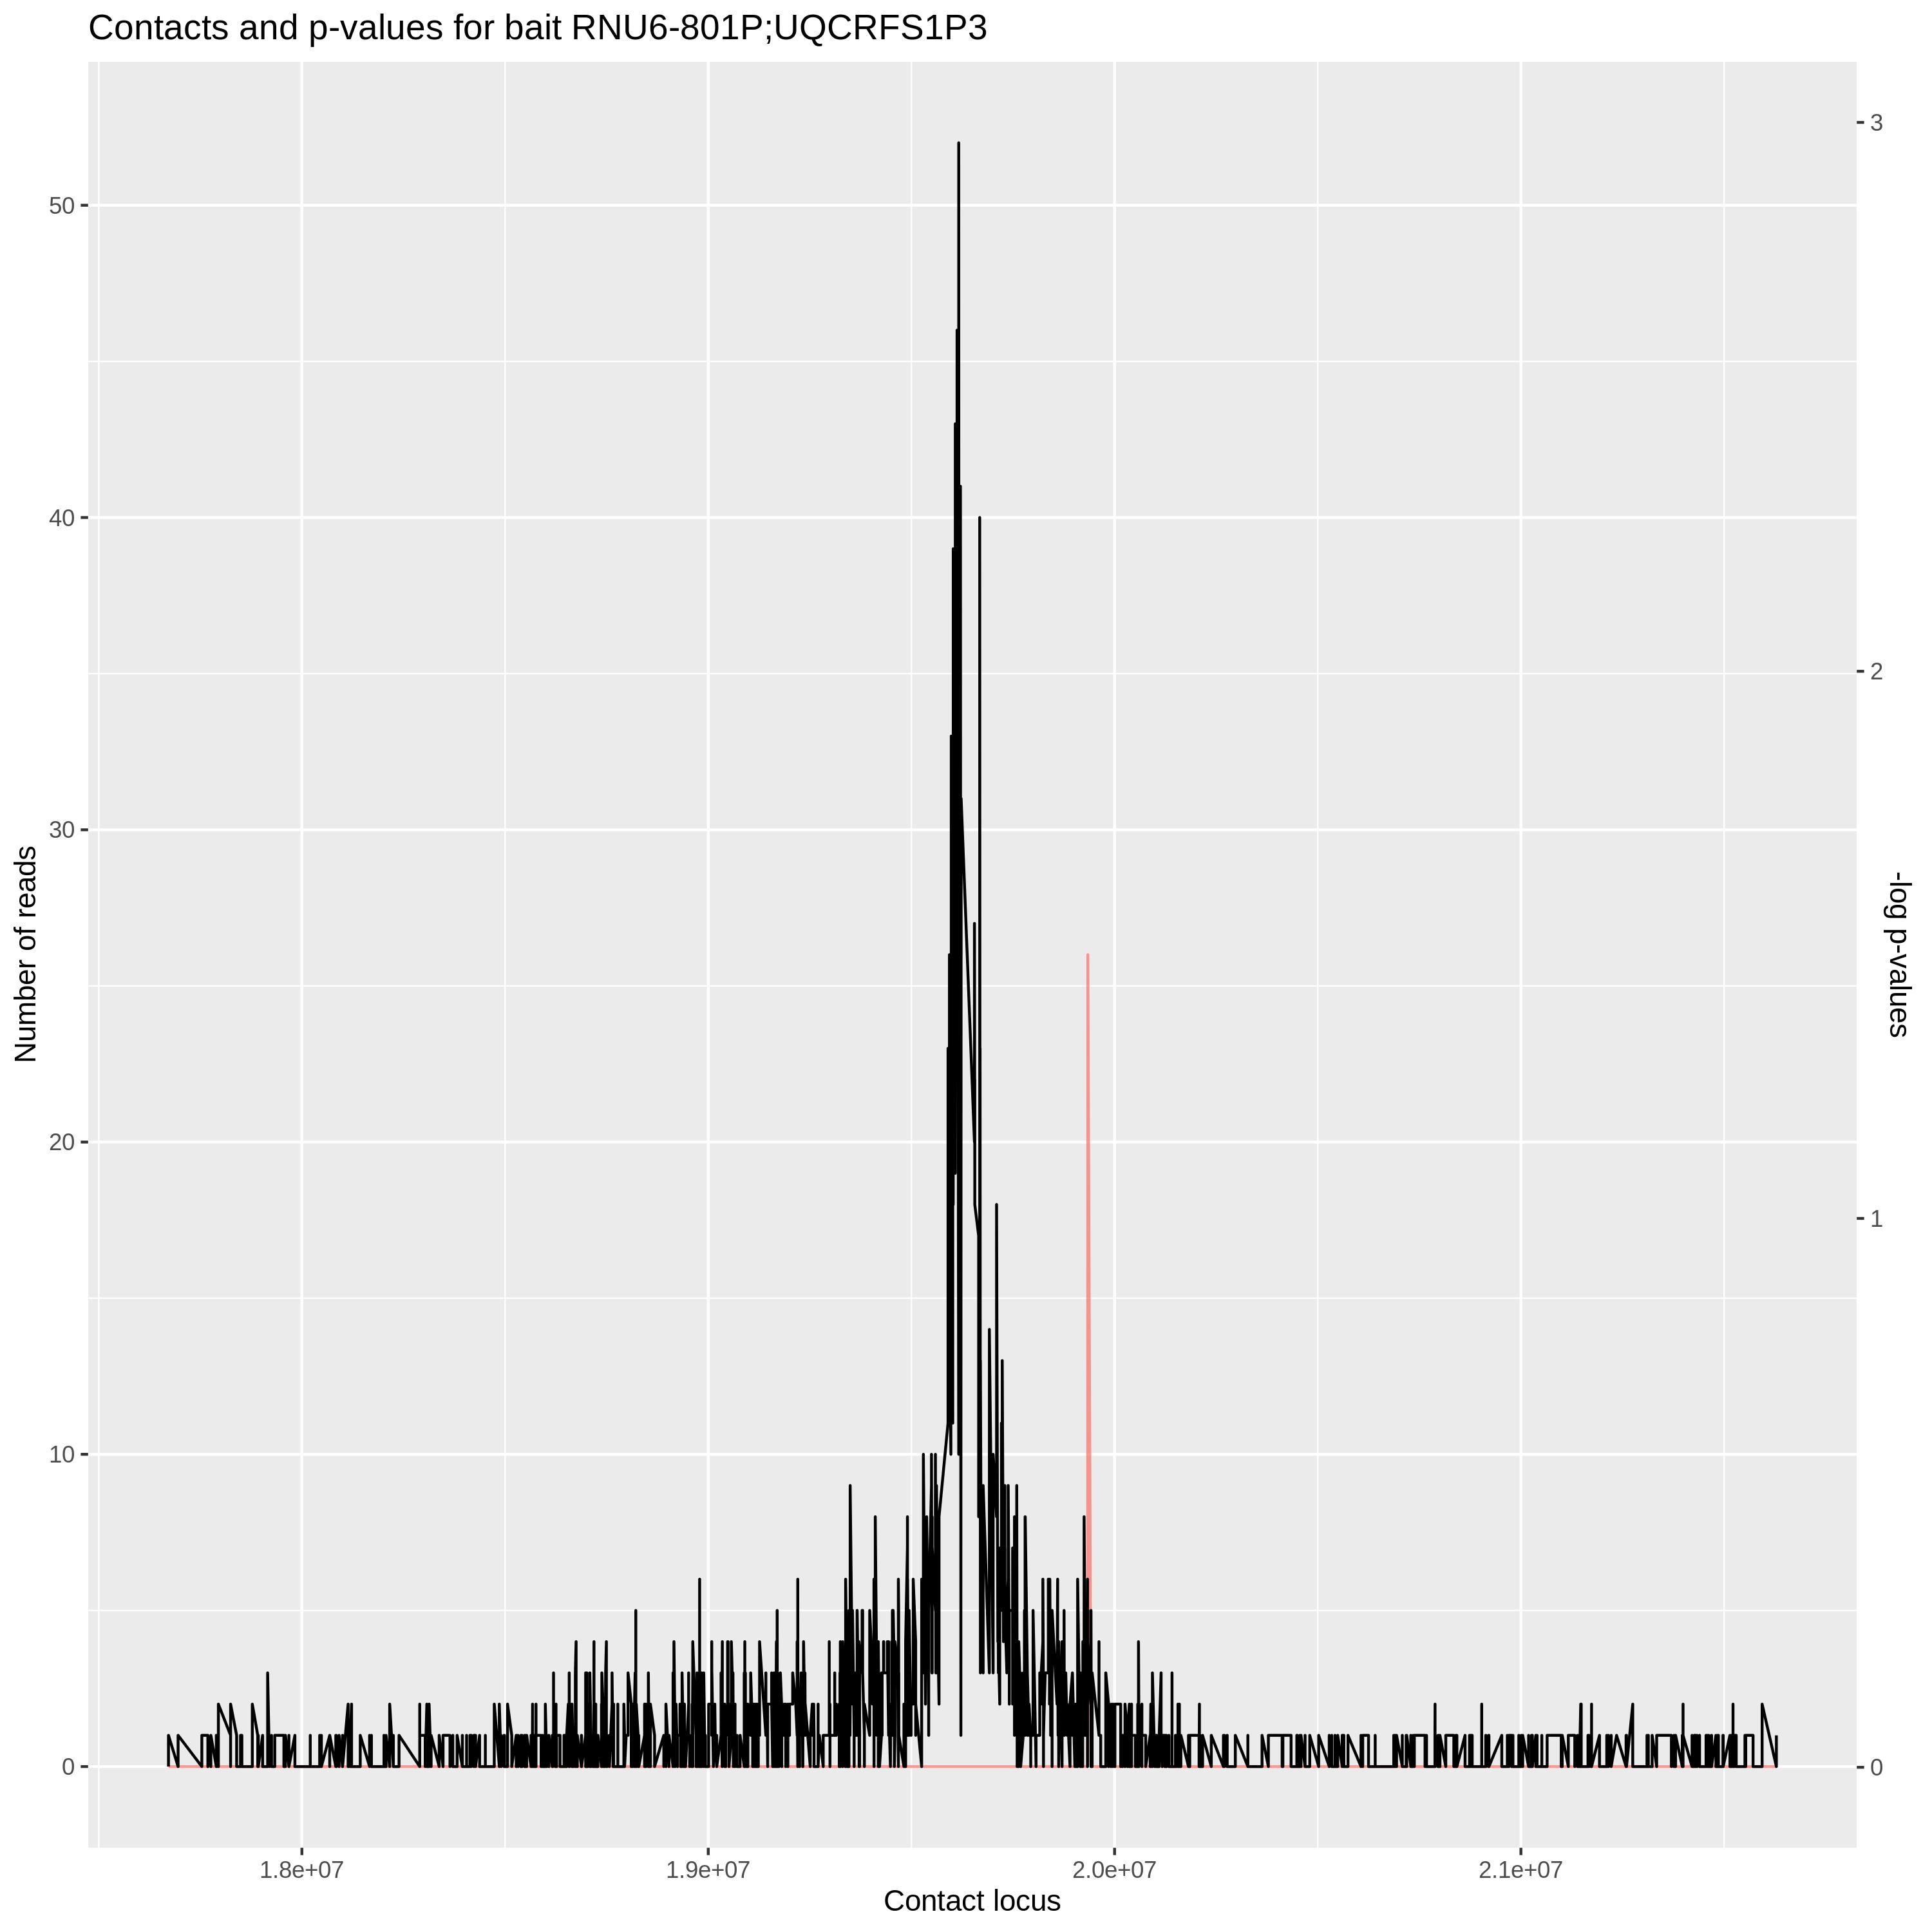 Contacts and p-values for bait RNU6-801P;UQCRFS1P3
50
40
30
20
10
0
Number of reads
3
2
1
0
-log p-values
1.8e+07
1.9e+07
2.0e+07
2.1e+07
Contact locus